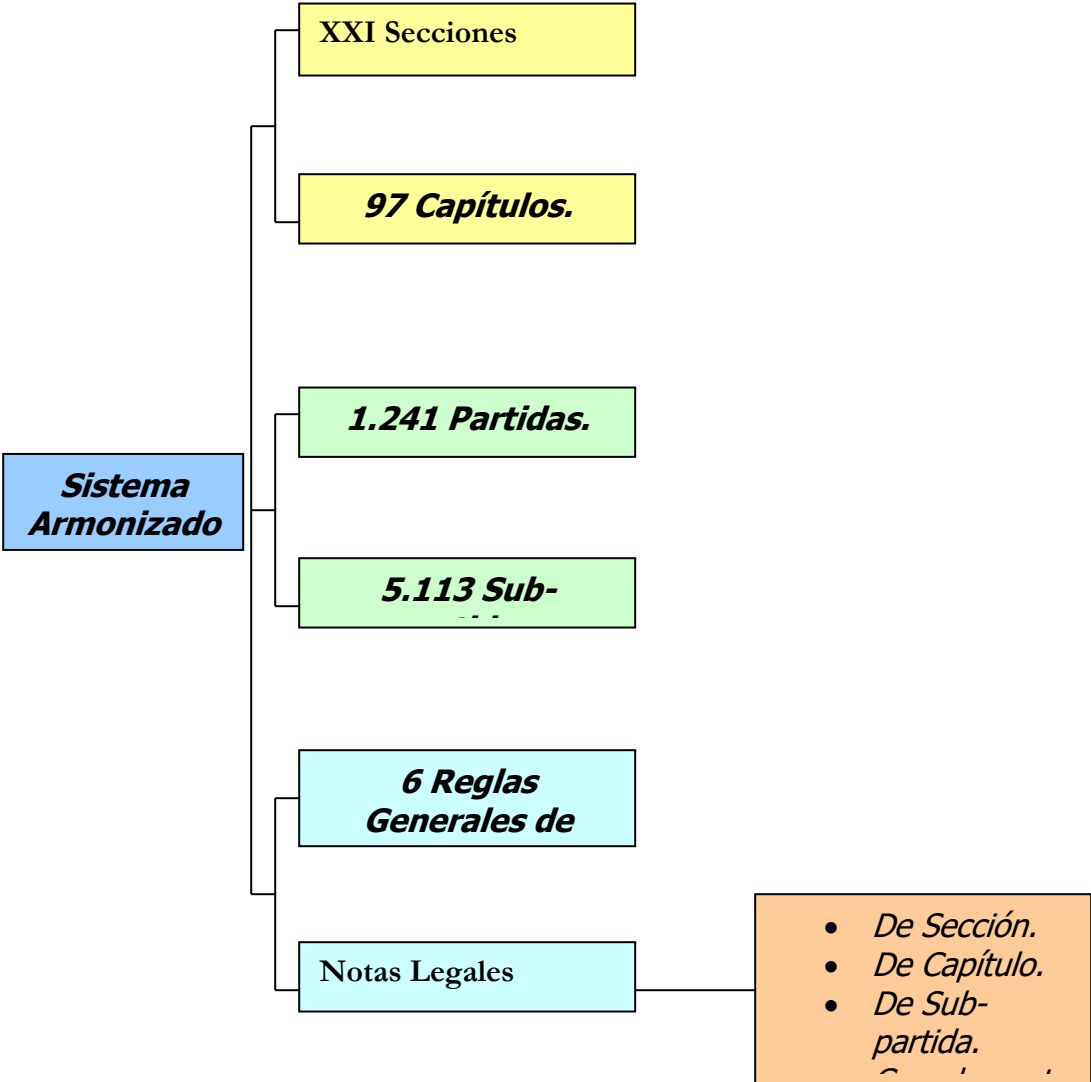 XXI Secciones
97 Capítulos.
1.241 Partidas.
Sistema
Armonizado
5.113 Sub-
6 Reglas
Generales de
Notas Legales
• De Sección.
• De Capítulo.
• De Sub-
partida.